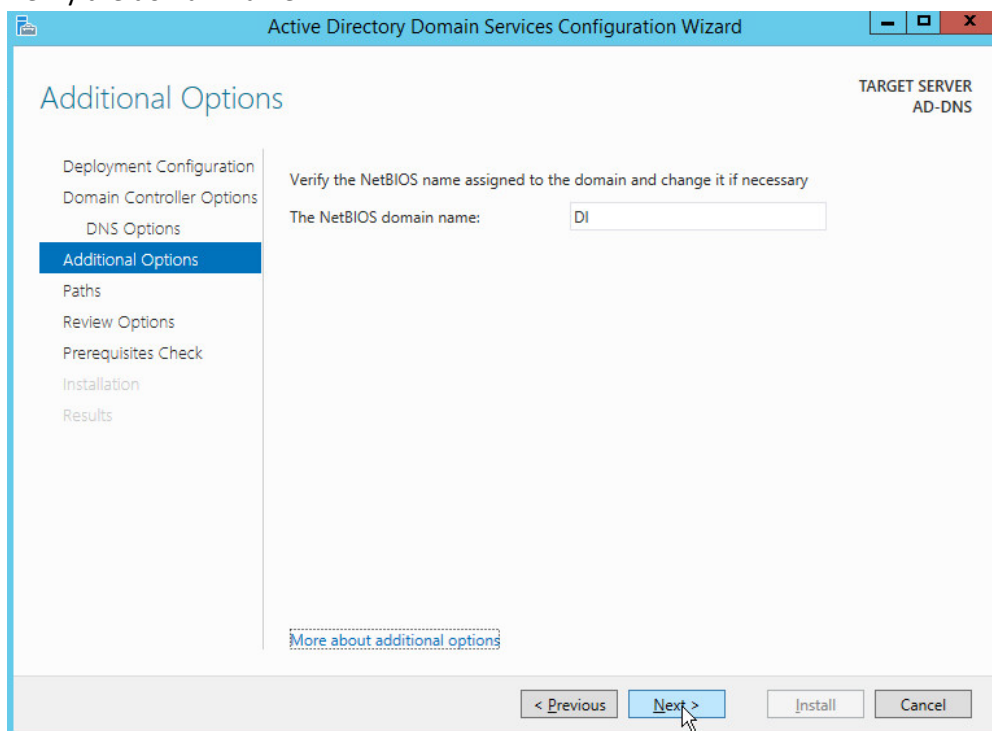 Active Directory Domain Services Configuration Wizard
Additional Options
TARGET SERVER
AD-DNS
Deployment Configuration
Domain Controller Options
DNS Options
Additional Options
Paths
Review Options
Prerequisites Check
Installation
Results
Verify the NetBIOS name assigned to the domain and change it if necessary
The NetBIOS domain name: DI
More about additional options
< Previous Next > Install Cancel